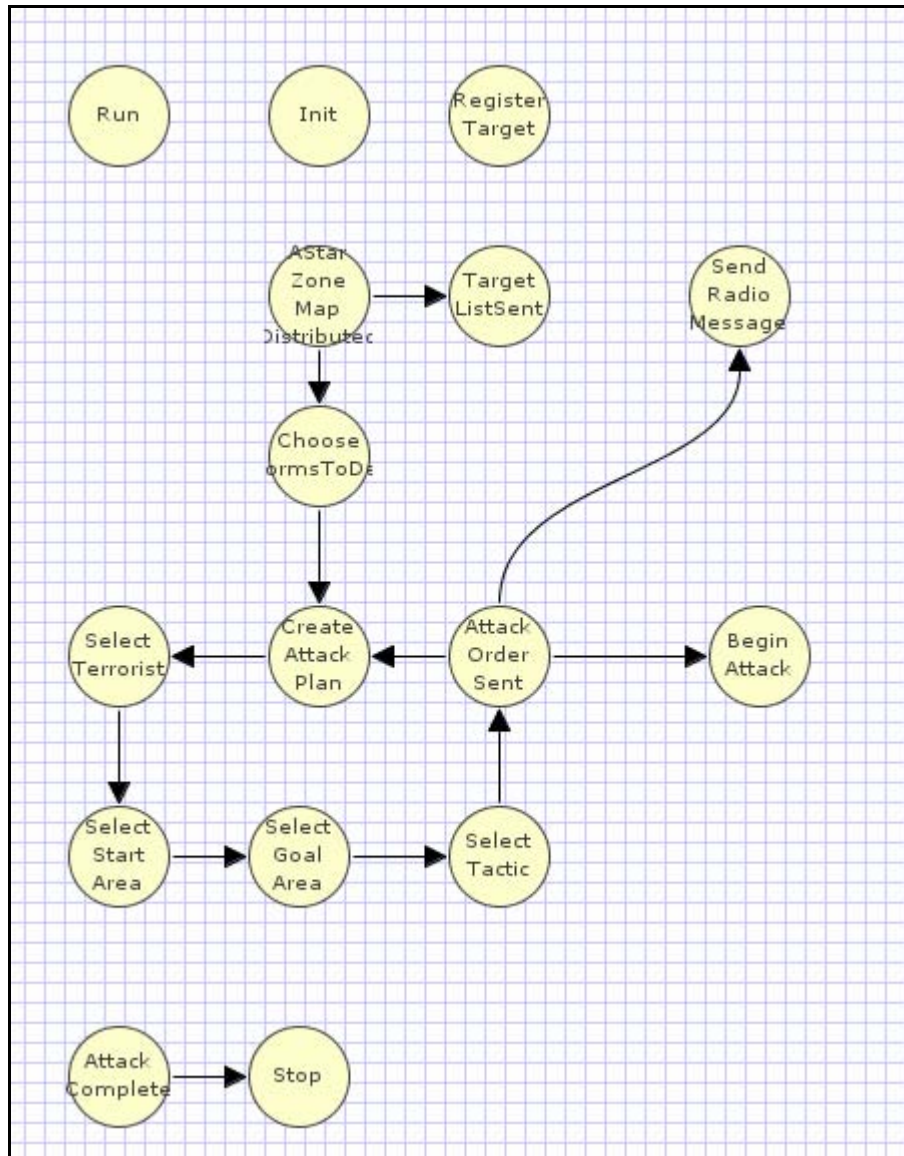 Run
Init
Register
Target
AStar
Zone
Map
Distributed
Target
ListSent
Send
Radio
Message
Choose
ormsToDe
Select
Terrorist
Create
Attack
Plan
Attack
Order
Sent
Begin
Attack
Select
Start
Area
Select
Goal
Area
Select
Tactic
Attack
Complete
Stop